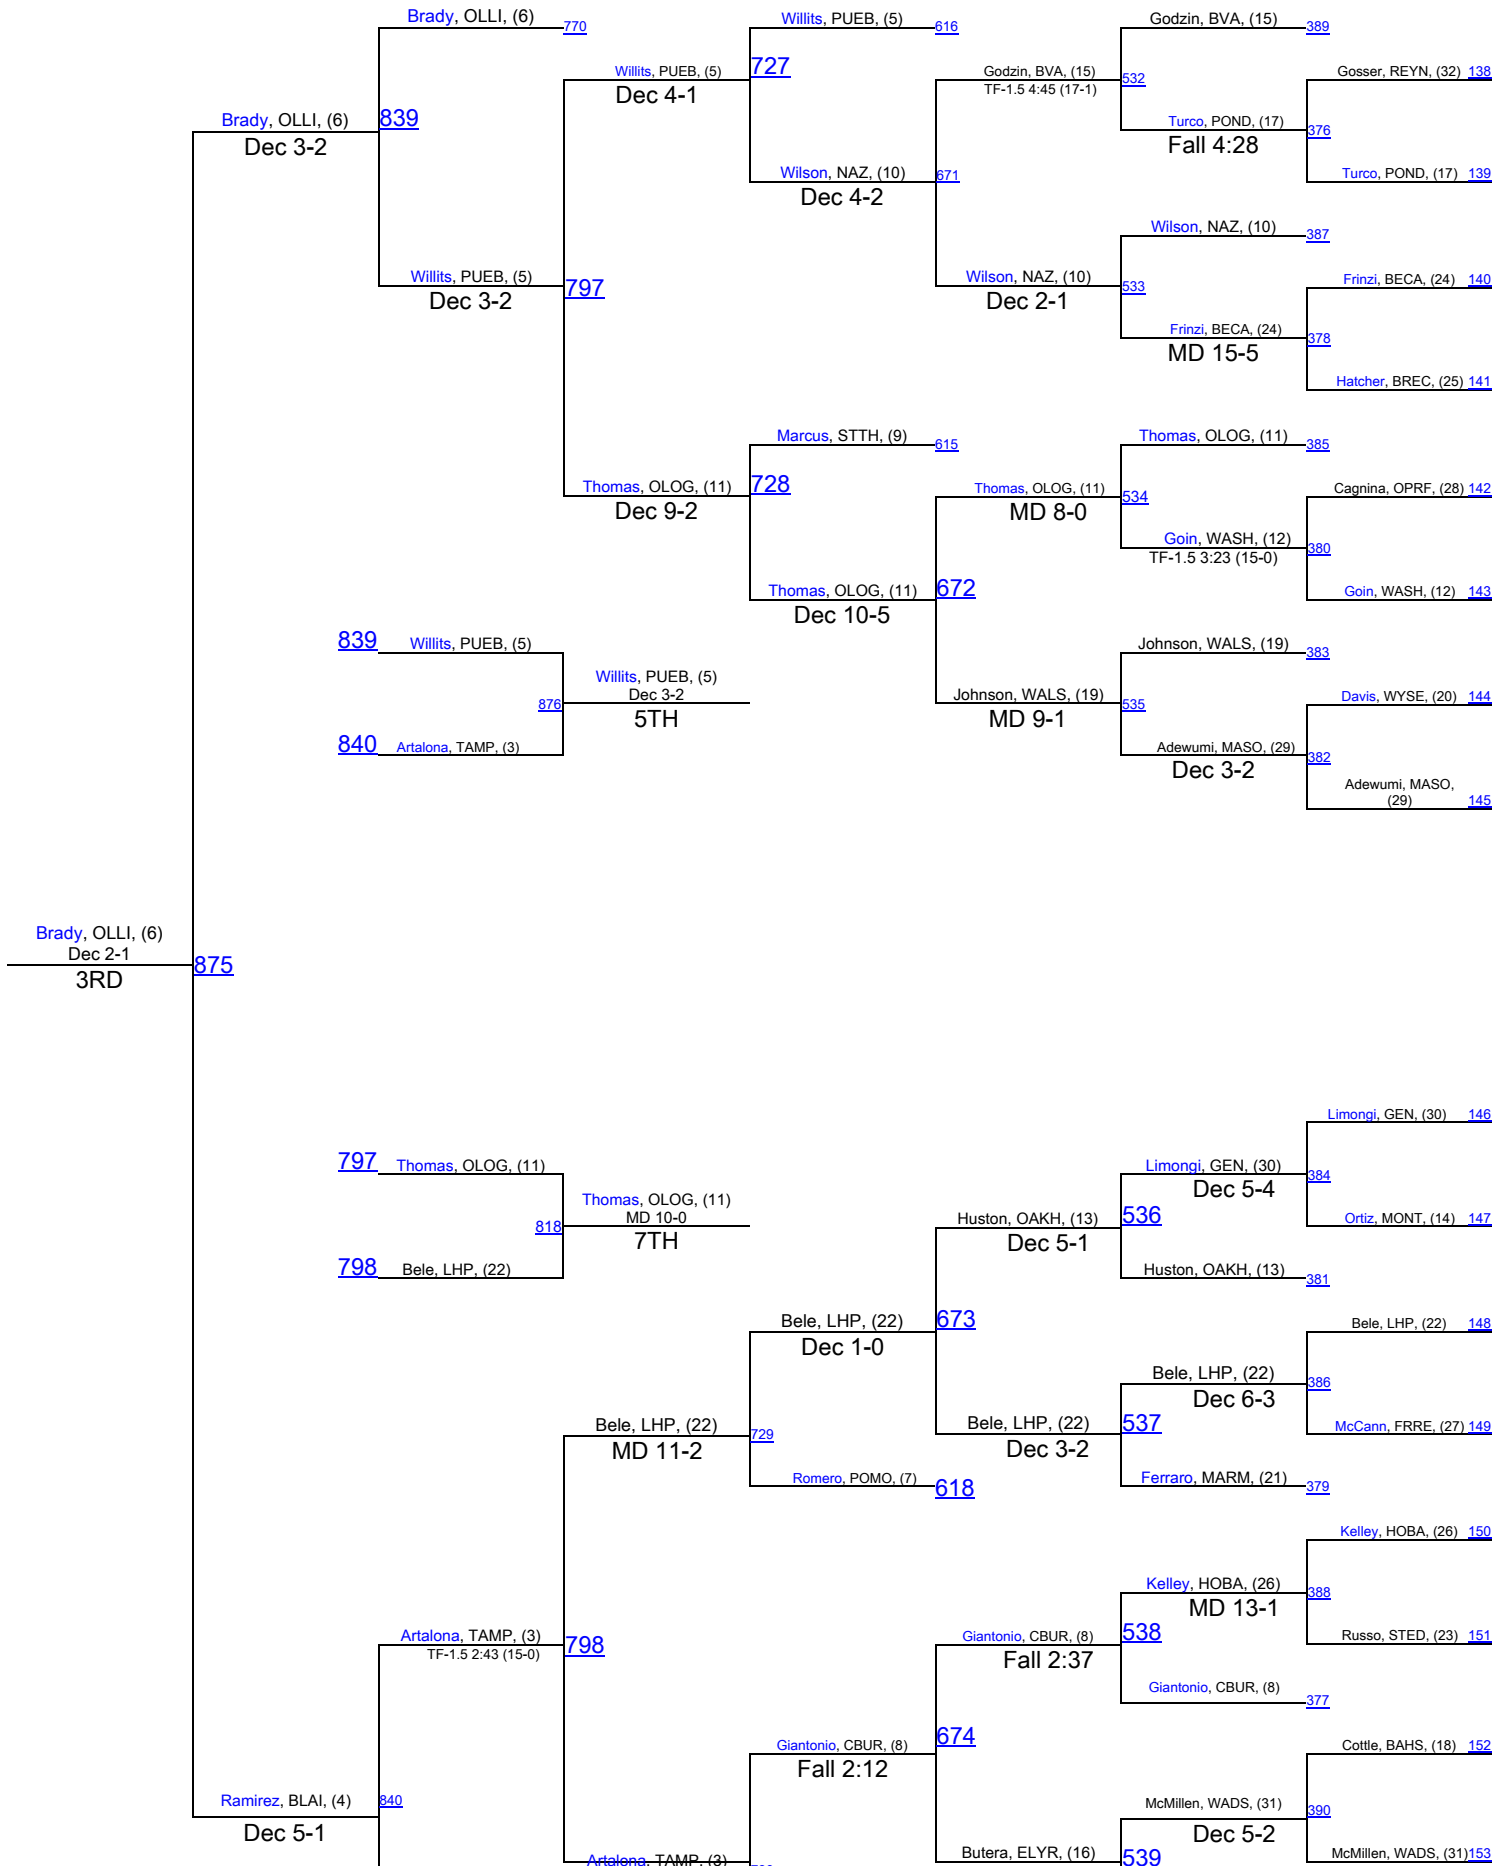 Brady, OLLI, (6)
770
Willits, PUEB, (5)
616
Godzin, BVA, (15)
389
Willits, PUEB, (5)
Dec 4-1
727
Godzin, BVA, (15)
TF-1.5 4:45 (17-1)
532
Gosser, REYN, (32) 138
Brady, OLLI, (6)
Dec 3-2
839
Turco, POND, (17)
Fall 4:28
376
Wilson, NAZ, (10)
Dec 4-2
671
Turco, POND, (17) 139
Wilson, NAZ, (10)
387
Willits, PUEB, (5)
Dec 3-2
797
Wilson, NAZ, (10)
Dec 2-1
533
Frinzi, BECA, (24) 140
Frinzi, BECA, (24)
MD 15-5
378
Hatcher, BREC, (25) 141
Marcus, STTH, (9)
615
Thomas, OLOG, (11)
385
Thomas, OLOG, (11)
Dec 9-2
728
Thomas, OLOG, (11)
MD 8-0
534
Cagnina, OPRF, (28) 142
Goin, WASH, (12)
TF-1.5 3:23 (15-0)
380
Thomas, OLOG, (11)
Dec 10-5
672
Goin, WASH, (12) 143
839 Willits, PUEB, (5)
Johnson, WALS, (19)
383
Willits, PUEB, (5)
Dec 3-2
876
5TH
Johnson, WALS, (19)
MD 9-1
535
Davis, WYSE, (20) 144
840 Artalona, TAMP, (3)
Adewumi, MASO, (29)
Dec 3-2
382
Adewumi, MASO,
(29) 145
Brady, OLLI, (6)
Dec 2-1
3RD
875
Limongi, GEN, (30) 146
797 Thomas, OLOG, (11)
Limongi, GEN, (30)
Dec 5-4
384
Thomas, OLOG, (11)
MD 10-0
818
7TH
Huston, OAKH, (13)
Dec 5-1
536
Ortiz, MONT, (14) 147
798 Bele, LHP, (22)
Huston, OAKH, (13)
381
Bele, LHP, (22)
Dec 1-0
673
Bele, LHP, (22) 148
Bele, LHP, (22)
Dec 6-3
386
Bele, LHP, (22)
MD 11-2
729
Bele, LHP, (22)
Dec 3-2
537
McCann, FRRE, (27) 149
Romero, POMO, (7)
618
Ferraro, MARM, (21)
379
Kelley, HOBA, (26) 150
Kelley, HOBA, (26)
MD 13-1
388
Artalona, TAMP, (3)
TF-1.5 2:43 (15-0)
798
Giantonio, CBUR, (8)
Fall 2:37
538
Russo, STED, (23) 151
Giantonio, CBUR, (8)
377
Giantonio, CBUR, (8)
Fall 2:12
674
Cottle, BAHS, (18) 152
Ramirez, BLAI, (4)
Dec 5-1
840
McMillen, WADS, (31)
Dec 5-2
390
Artalona, TAMP, (3)
Butera, ELYR, (16)
539
McMillen, WADS, (31) 153